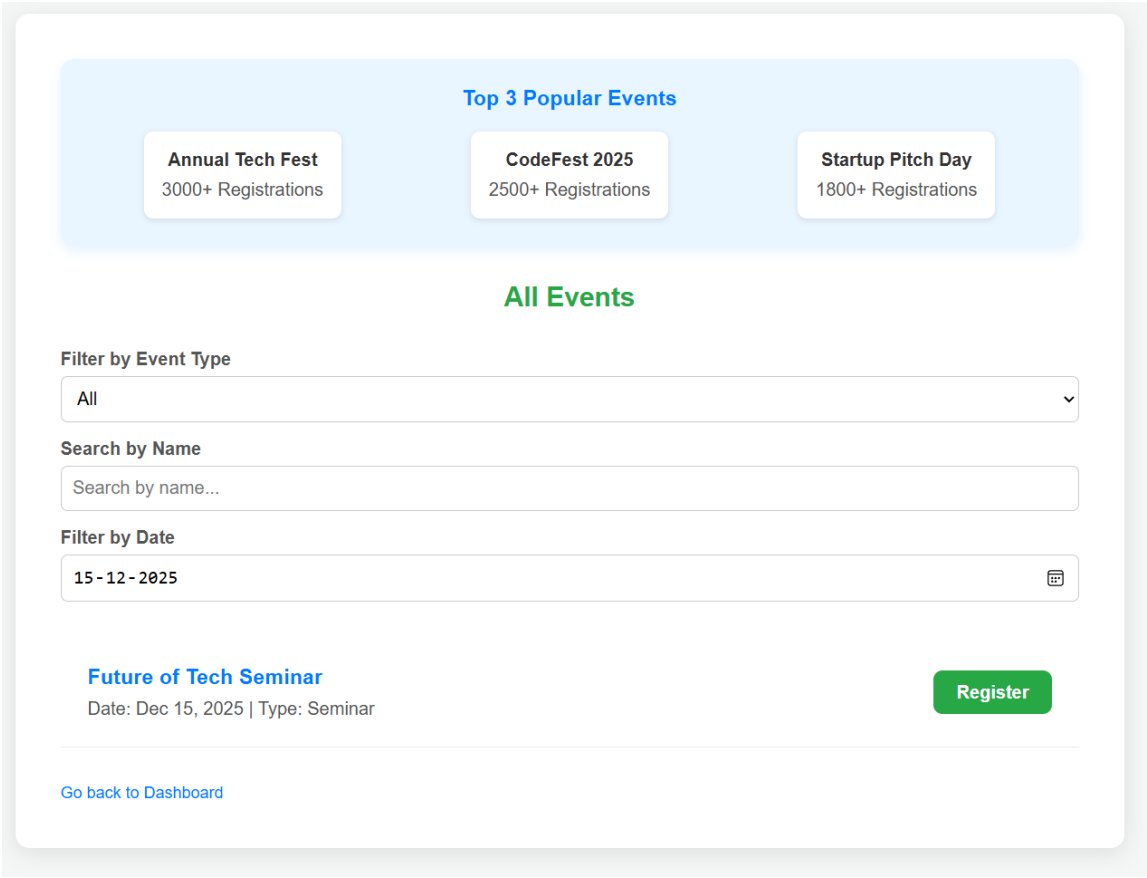 Top 3 Popular Events
Annual Tech Fest
3000+ Registrations
CodeFest 2025
2500+ Registrations
Startup Pitch Day
1800+ Registrations
All Events
Filter by Event Type
All
Search by Name
Search by name...
Filter by Date
15-12-2025
Future of Tech Seminar
Date: Dec 15, 2025 | Type: Seminar
Register
Go back to Dashboard